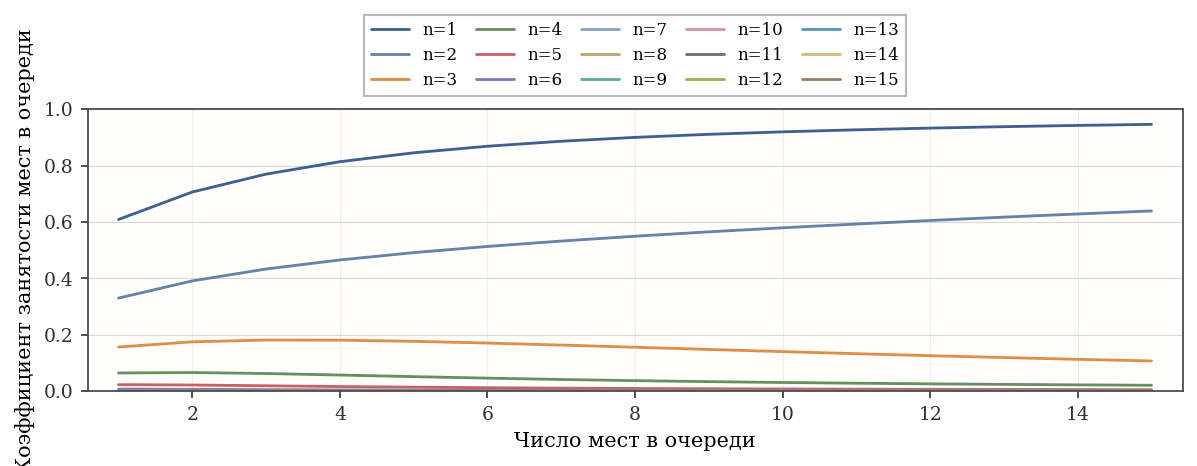 n=1 n=4 n=7 n=10 n=13
n=2 n=5 n=8 n=11 n=14
n=3 n=6 n=9 n=12 n=15
Коэффициент занятости мест в очереди
1.0
0.8
0.6
0.4
0.2
0.0
2 4 6 8 10 12 14
Число мест в очереди